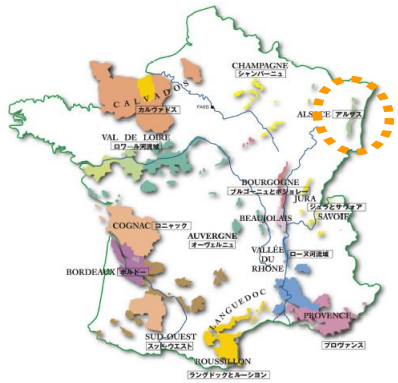 CHAMPAGNE
シャンパーニュ
CALVADOS
カルヴァドス
PARIS
ALSACE
アルザス
VAL DE LOIRE
ロワール河流域
BOURGOGNE
ブルゴーニュとボジョレー
JURA
ジュラとサヴォア
SAVOIE
BEAUJOLAIS
COGNAC
コニャック
AUVERGNE
オーヴェルニュ
VALLÉE
DU
RHÔNE
ローヌ河流域
BORDEAUX
ボルドー
LANGUEDOC
PROVENCE
プロヴァンス
SUD-OUEST
スッド・ウエスト
ROUSSILLON
ラングドックとルーション